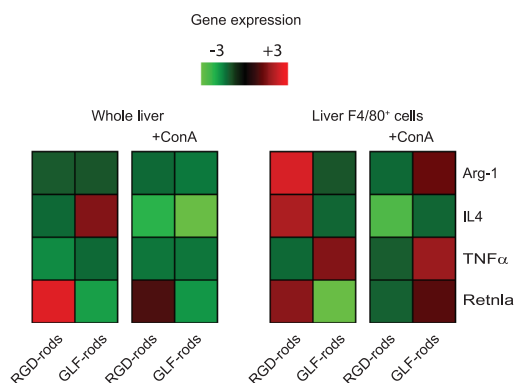 Gene expression
-3 +3
Whole liver Liver F4/80⁺ cells
+ConA +ConA
Arg-1
IL4
TNFα
Retnla
RGD-rods GLF-rods RGD-rods GLF-rods RGD-rods GLF-rods RGD-rods GLF-rods